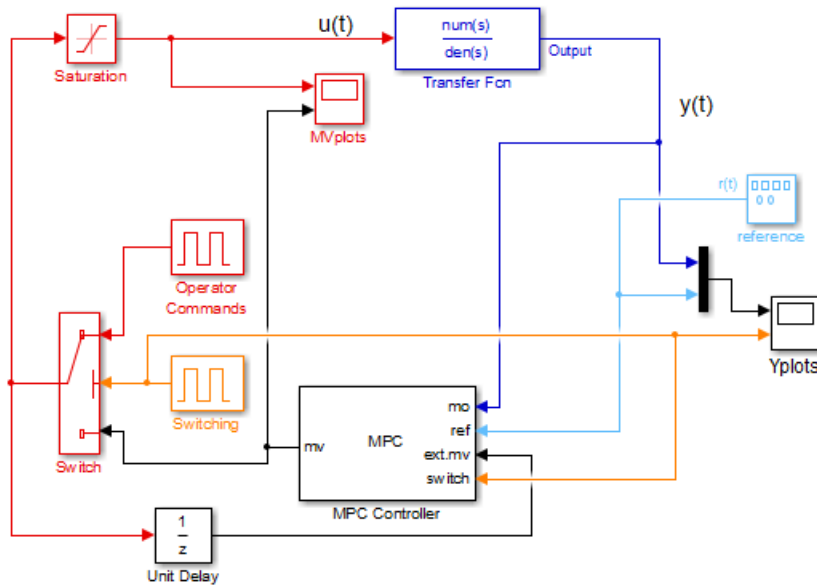 u(t)
num(s)
den(s)
Output
Saturation
Transfer Fcn
MVplots
y(t)
r(t)
reference
Operator
Commands
Yplots
Switching
mo
ref
MPC
mv
ext.mv
switch
Switch
MPC Controller
1
z
Unit Delay